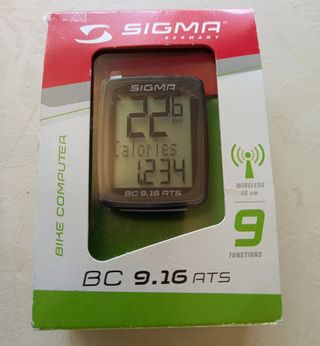 SIGMA
GERMANY
SIGMA
22.6
Calories
1.234
BC 9.16 ATS
BIKE COMPUTER
WIRELESS
70 cm
9
FUNCTIONS
BC 9.16 ATS